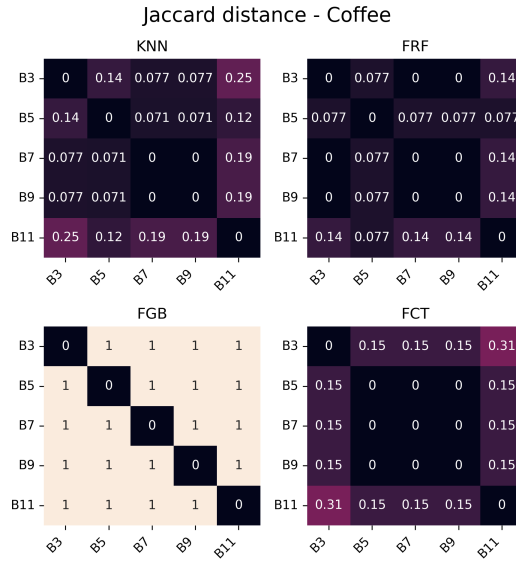 Jaccard distance - Coffee
KNN
B3 0 0.14 0.077 0.077 0.25
B5 0.14 0 0.071 0.071 0.12
B7 0.077 0.071 0 0 0.19
B9 0.077 0.071 0 0 0.19
B11 0.25 0.12 0.19 0.19 0
B3 B5 B7 B9 B11
FRF
B3 0 0.077 0 0 0.14
B5 0.077 0 0.077 0.077 0.077
B7 0 0.077 0 0 0.14
B9 0 0.077 0 0 0.14
B11 0.14 0.077 0.14 0.14 0
B3 B5 B7 B9 B11
FGB
B3 0 1 1 1 1
B5 1 0 1 1 1
B7 1 1 0 1 1
B9 1 1 1 0 1
B11 1 1 1 1 0
B3 B5 B7 B9 B11
FCT
B3 0 0.15 0.15 0.15 0.31
B5 0.15 0 0 0 0.15
B7 0.15 0 0 0 0.15
B9 0.15 0 0 0 0.15
B11 0.31 0.15 0.15 0.15 0
B3 B5 B7 B9 B11